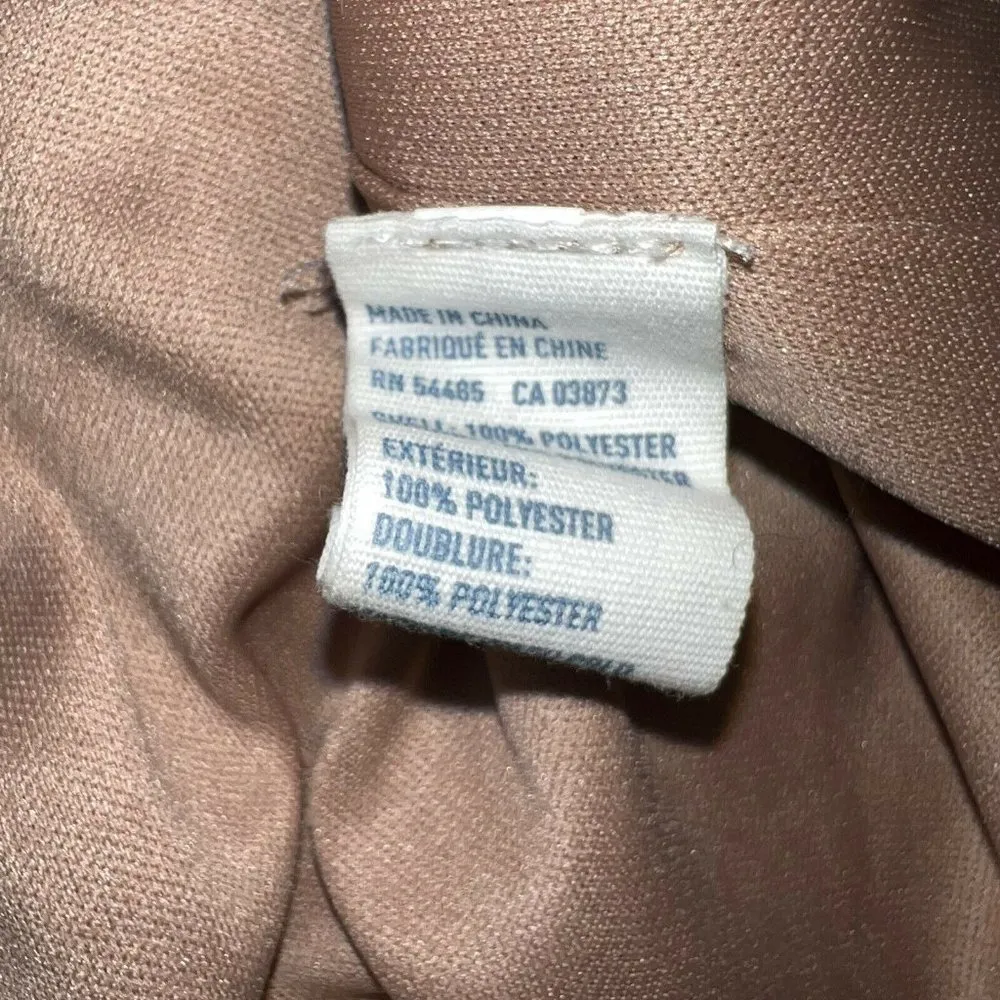 MADE IN CHINA
FABRIQUÉ EN CHINE
RN 54485 CA 03873
SHELL: 100% POLYESTER
EXTÉRIEUR:
100% POLYESTER
DOUBLURE:
100% POLYESTER